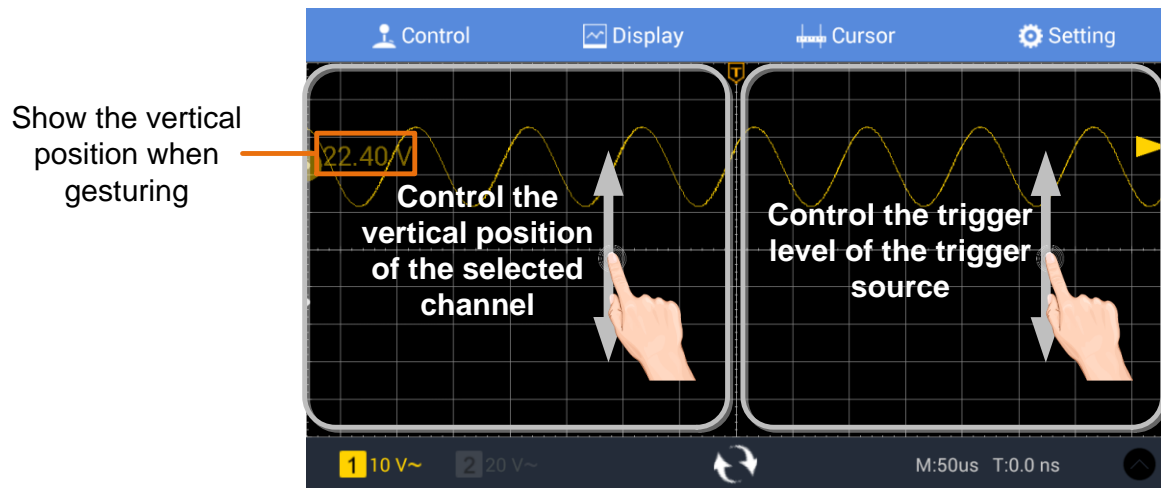 Control
Display
Cursor
Setting
T
Show the vertical
position when
gesturing
22.40 V
Control the
vertical position
of the selected
channel
Control the trigger
level of the trigger
source
1 10 V~
2 20 V~
M:50us T:0.0 ns